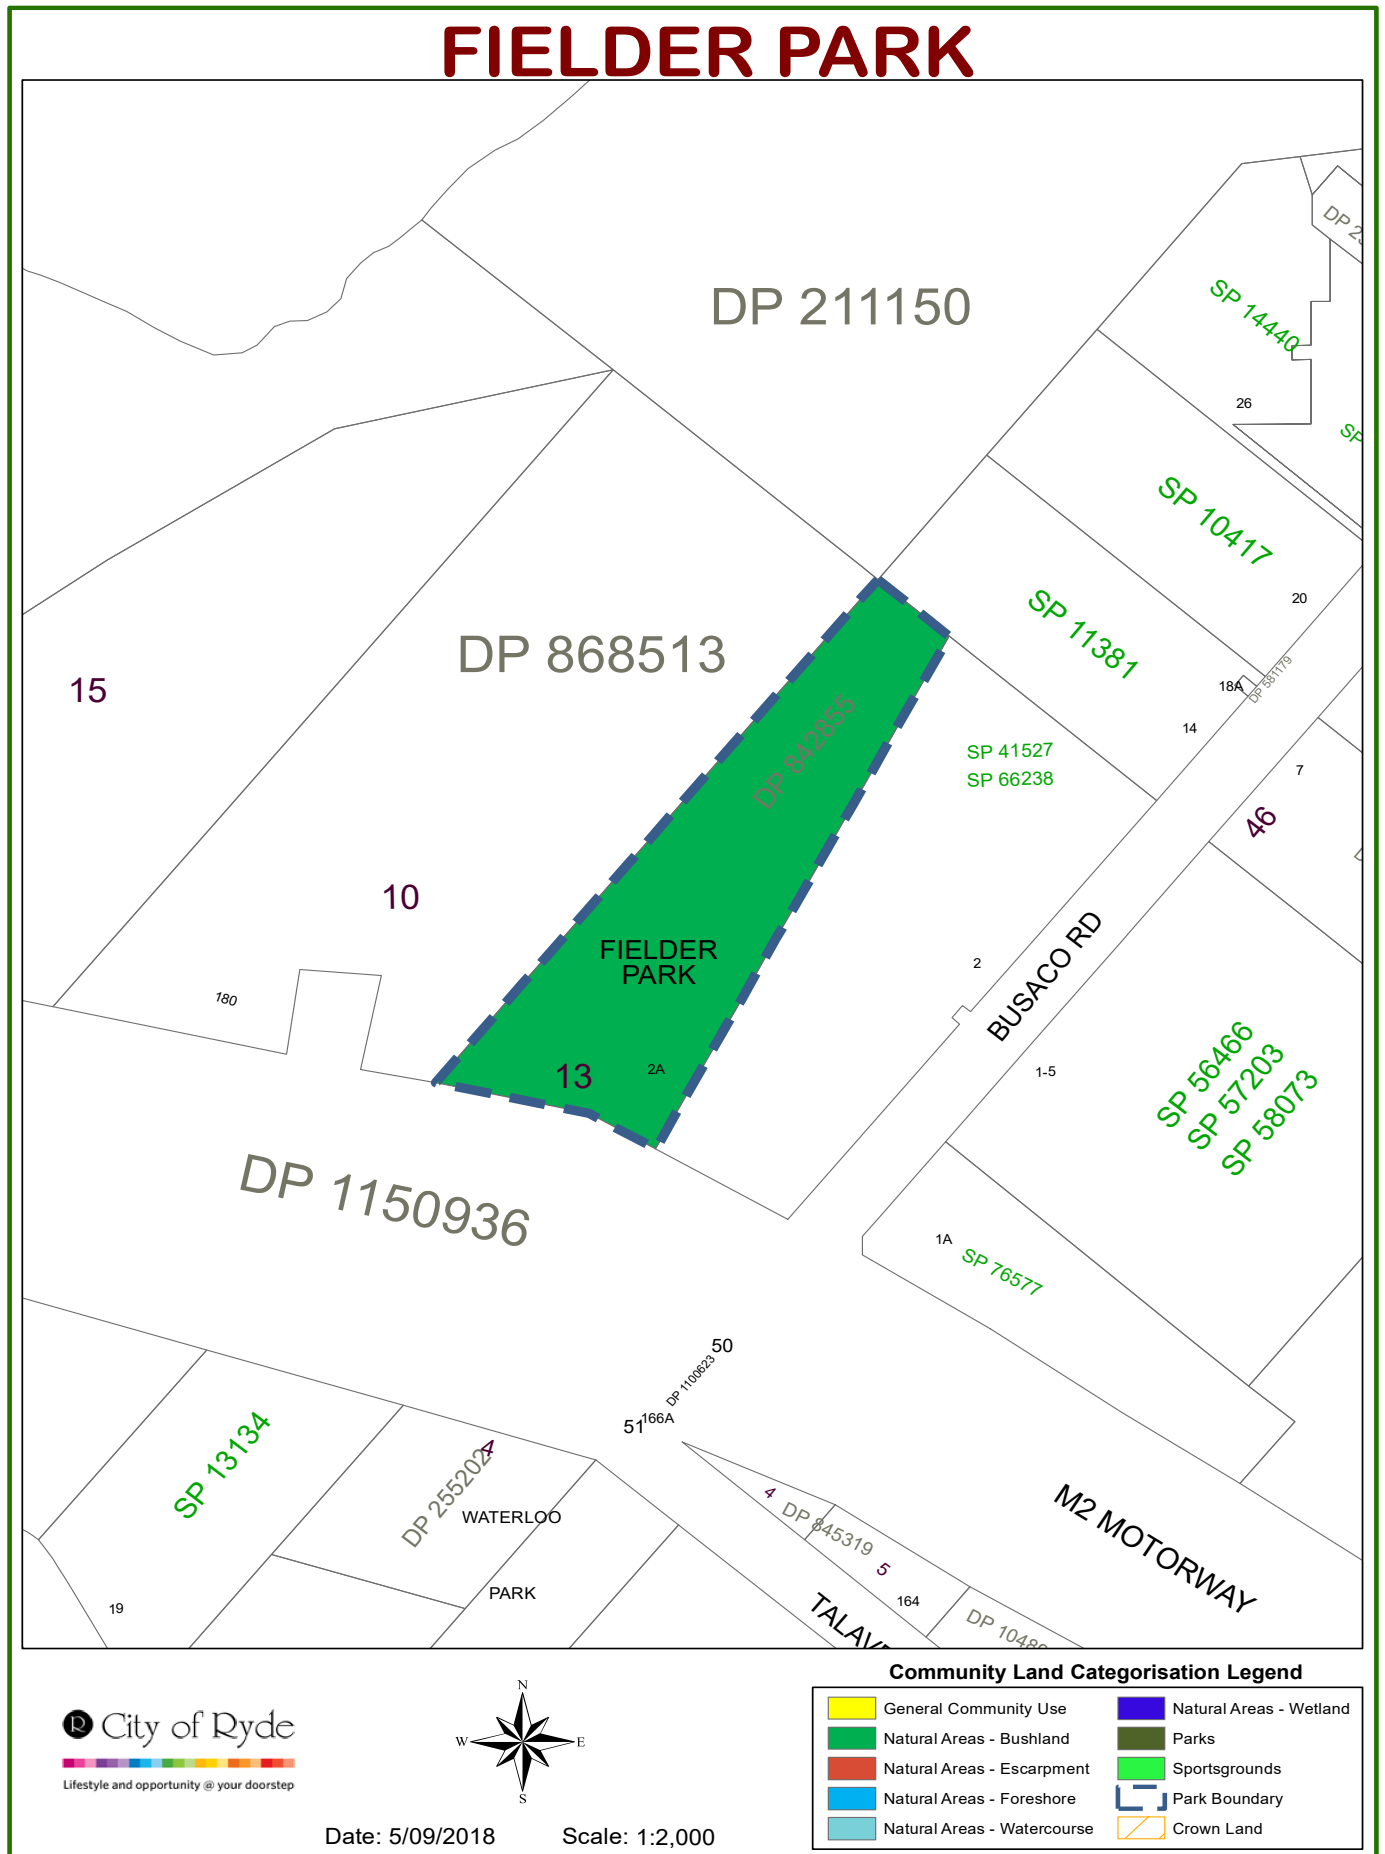 FIELDER PARK
DP 211150
DP 23
SP 14440
26
SP
SP 10417
20
SP 11381
18A
DP 581179
14
DP 868513
15
DP 842855
SP 41527
SP 66238
7
46
10
FIELDER
PARK
2
BUSACO RD
180
13
2A
1-5
SP 56466
SP 57203
SP 58073
DP 1150936
1A
SP 76577
50
DP 1100623
51
166A
SP 13134
4
DP 255202
WATERLOO
PARK
19
4
DP 845319
5
164
DP 10489
M2 MOTORWAY
TALAVE
Community Land Categorisation Legend
General Community Use
Natural Areas - Bushland
Natural Areas - Escarpment
Natural Areas - Foreshore
Natural Areas - Watercourse
Natural Areas - Wetland
Parks
Sportsgrounds
Park Boundary
Crown Land
R City of Ryde
Lifestyle and opportunity @ your doorstep
N
W
E
S
Date: 5/09/2018
Scale: 1:2,000